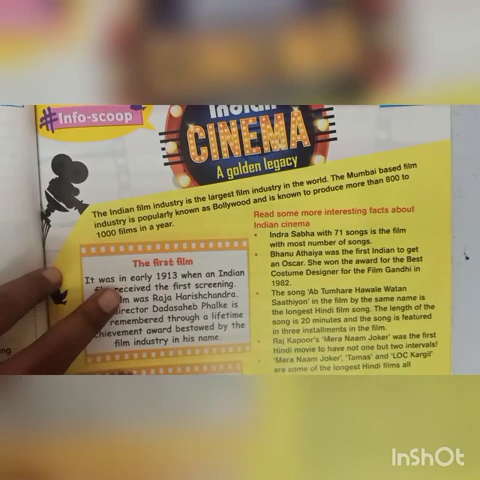 #Info-scoop
Indian
CINEMA
A golden legacy
The Indian film industry is the largest film industry in the world. The Mumbai based film
industry is popularly known as Bollywood and is known to produce more than 800 to
1000 films in a year.
The first film
It was in early 1913 when an Indian
film received the first screening.
was Raja Harishchandra.
director Dadasaheb Phalke is
remembered through a lifetime
achievement award bestowed by the
film industry in his name.
Read some more interesting facts about
Indian cinema
• Indra Sabha with 71 songs is the film
with most number of songs.
• Bhanu Athaiya was the first Indian to get
an Oscar. She won the award for the Best
Costume Designer for the Film Gandhi in
1982.
• The song 'Ab Tumhare Hawale Watan
Saathiyon' in the film by the same name is
the longest Hindi film song. The length of the
song is 20 minutes and the song is featured
in three installments in the film.
• Raj Kapoor's 'Mera Naam Joker' was the first
Hindi movie to have not one but two intervals!
• 'Mera Naam Joker', 'Tamas' and 'LOC Kargil'
are some of the longest Hindi films all
InShOt